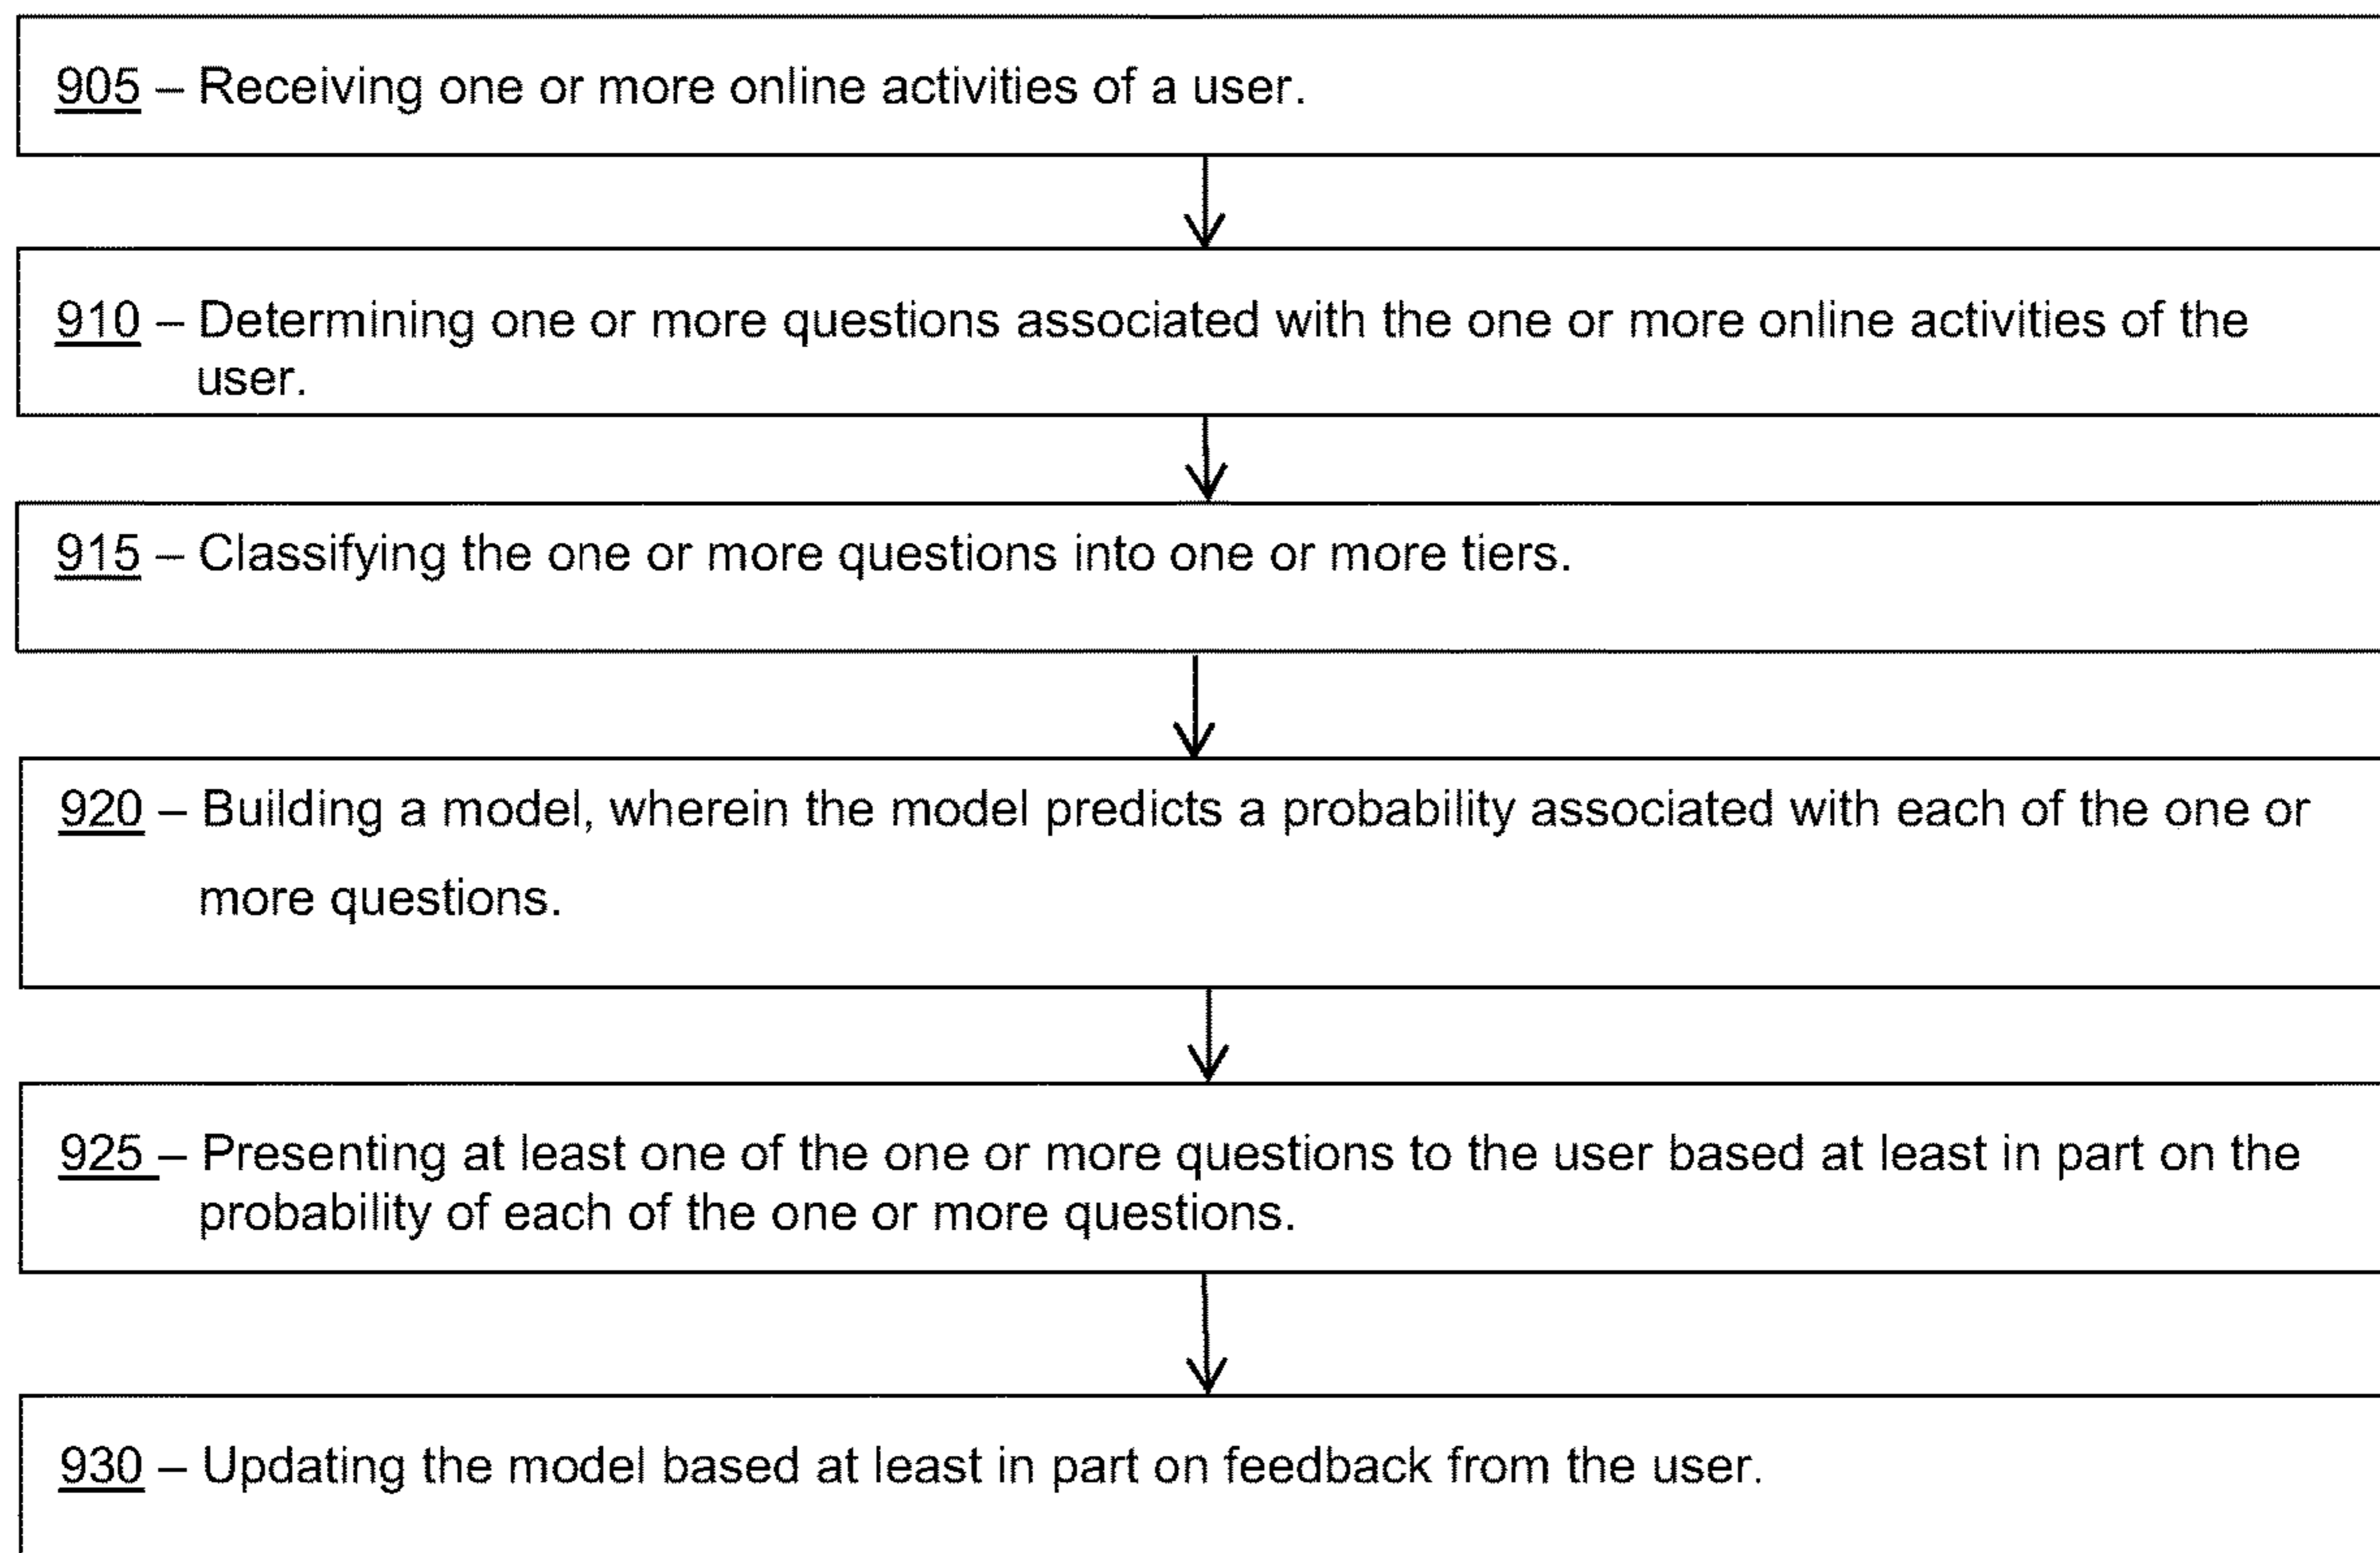 905 – Receiving one or more online activities of a user.
910 – Determining one or more questions associated with the one or more online activities of the
user.
915 – Classifying the one or more questions into one or more tiers.
920 – Building a model, wherein the model predicts a probability associated with each of the one or
more questions.
925 – Presenting at least one of the one or more questions to the user based at least in part on the
probability of each of the one or more questions.
930 – Updating the model based at least in part on feedback from the user.